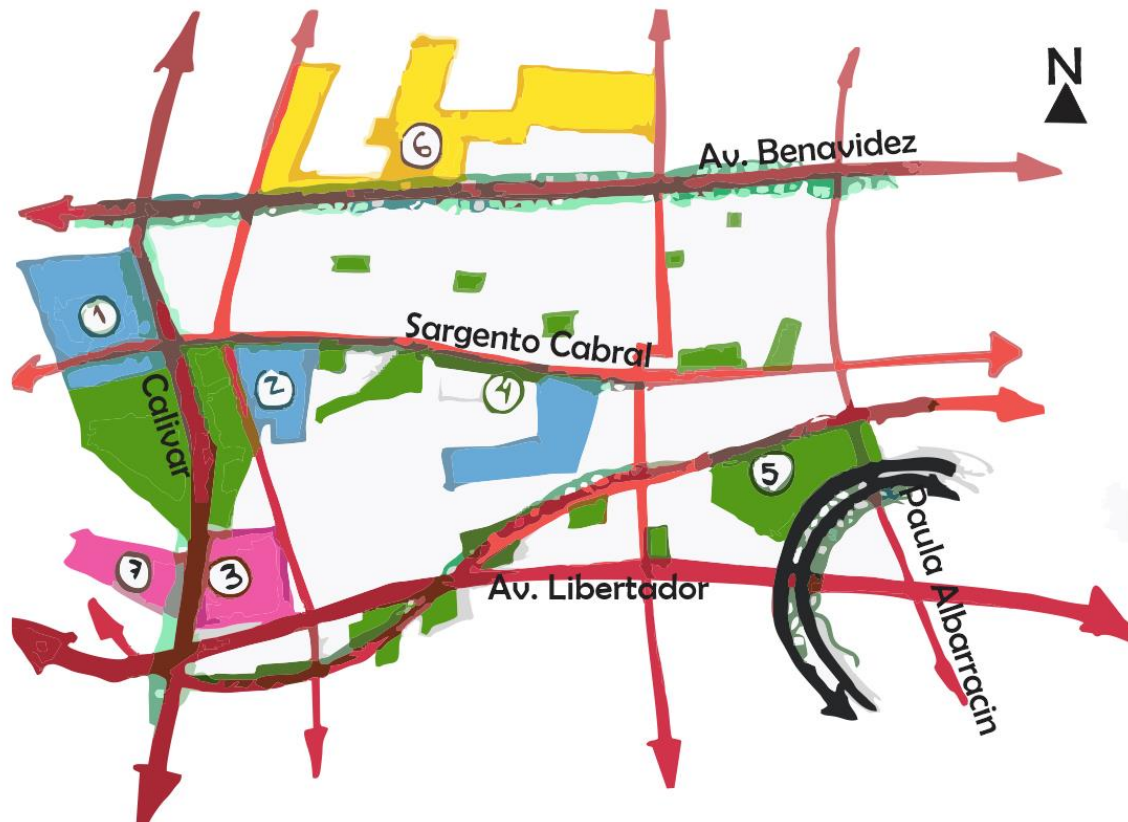 N
6
Av. Benavidez
1
Sargento Cabral
2
4
Calivar
5
Paula Albarracin
7
3
Av. Libertador